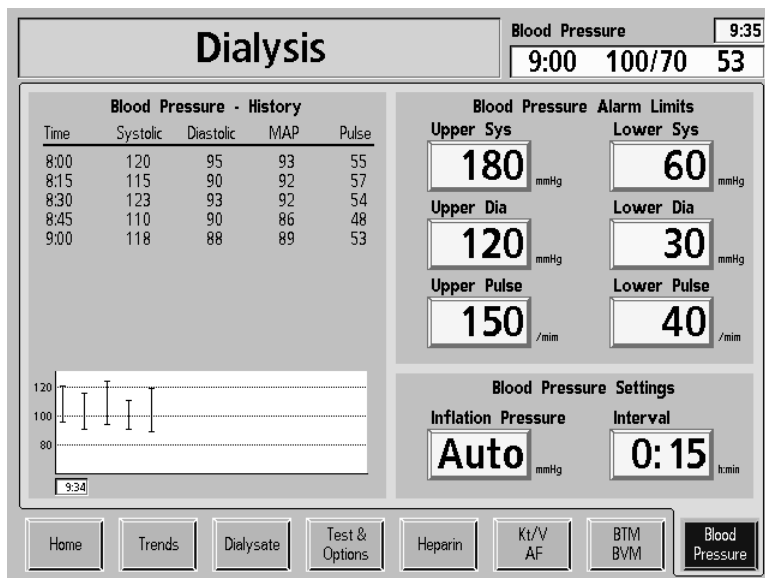 Dialysis
Blood Pressure 9:35
9:00 100/70 53
Blood Pressure - History
Time Systolic Diastolic MAP Pulse
8:00 120 95 93 55
8:15 115 90 92 57
8:30 123 93 92 54
8:45 110 90 86 48
9:00 118 88 89 53
120
100
80
9:34
Blood Pressure Alarm Limits
Upper Sys Lower Sys
180 mmHg 60 mmHg
Upper Dia Lower Dia
120 mmHg 30 mmHg
Upper Pulse Lower Pulse
150 /mim 40 /mim
Blood Pressure Settings
Inflation Pressure Interval
Auto mmHg 0:15 h:min
Home Trends Dialysate Test & Options Heparin Kt/V AF BTM BVM Blood Pressure